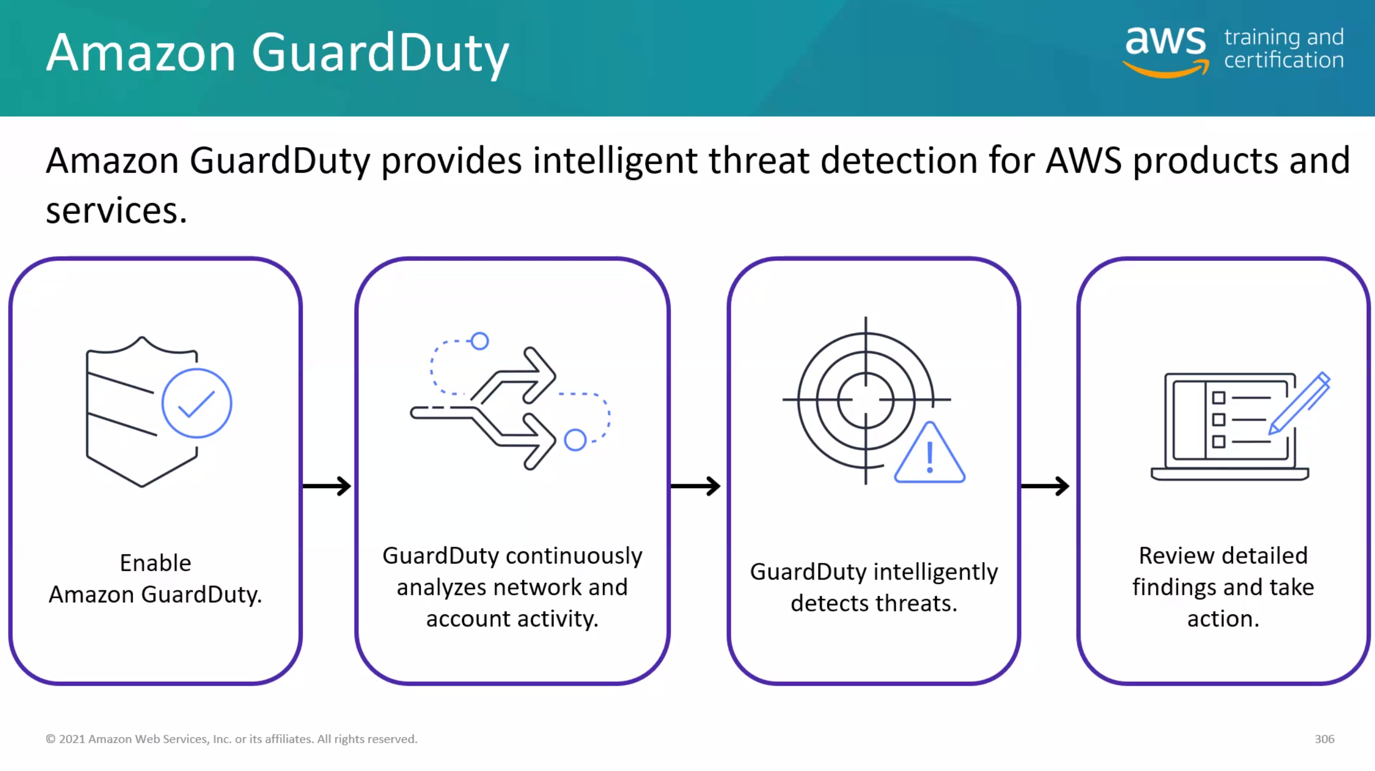 Amazon GuardDuty
aws training and
certification
Amazon GuardDuty provides intelligent threat detection for AWS products and
services.
Enable
Amazon GuardDuty.
GuardDuty continuously
analyzes network and
account activity.
GuardDuty intelligently
detects threats.
Review detailed
findings and take
action.
© 2021 Amazon Web Services, Inc. or its affiliates. All rights reserved.
306